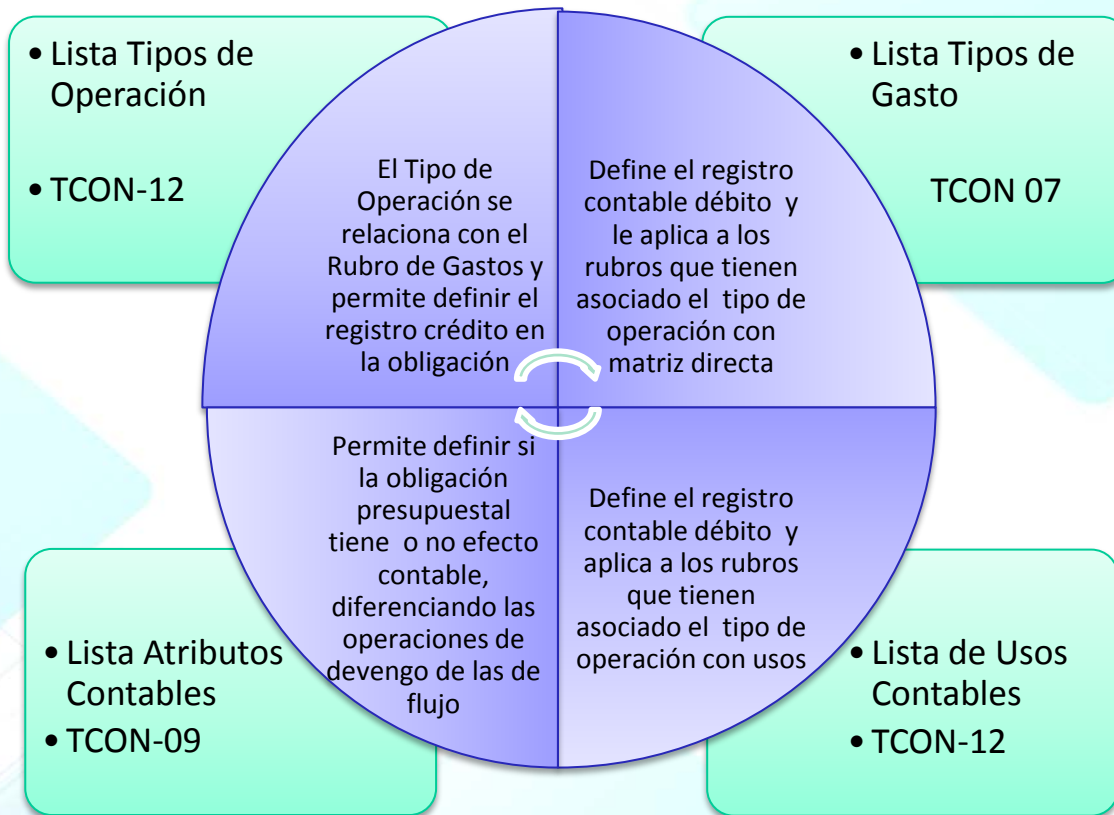 • Lista Tipos de
Operación
• TCON-12
El Tipo de
Operación se
relaciona con el
Rubro de Gastos y
permite definir el
registro crédito en
la obligación
Define el registro
contable débito y
le aplica a los
rubros que tienen
asociado el tipo de
operación con
matriz directa
• Lista Tipos de
Gasto
TCON 07
• Lista Atributos
Contables
• TCON-09
Permite definir si
la obligación
presupuestal
tiene o no efecto
contable,
diferenciando las
operaciones de
devengo de las de
flujo
Define el registro
contable débito y
aplica a los rubros
que tienen
asociado el tipo de
operación con usos
• Lista de Usos
Contables
• TCON-12